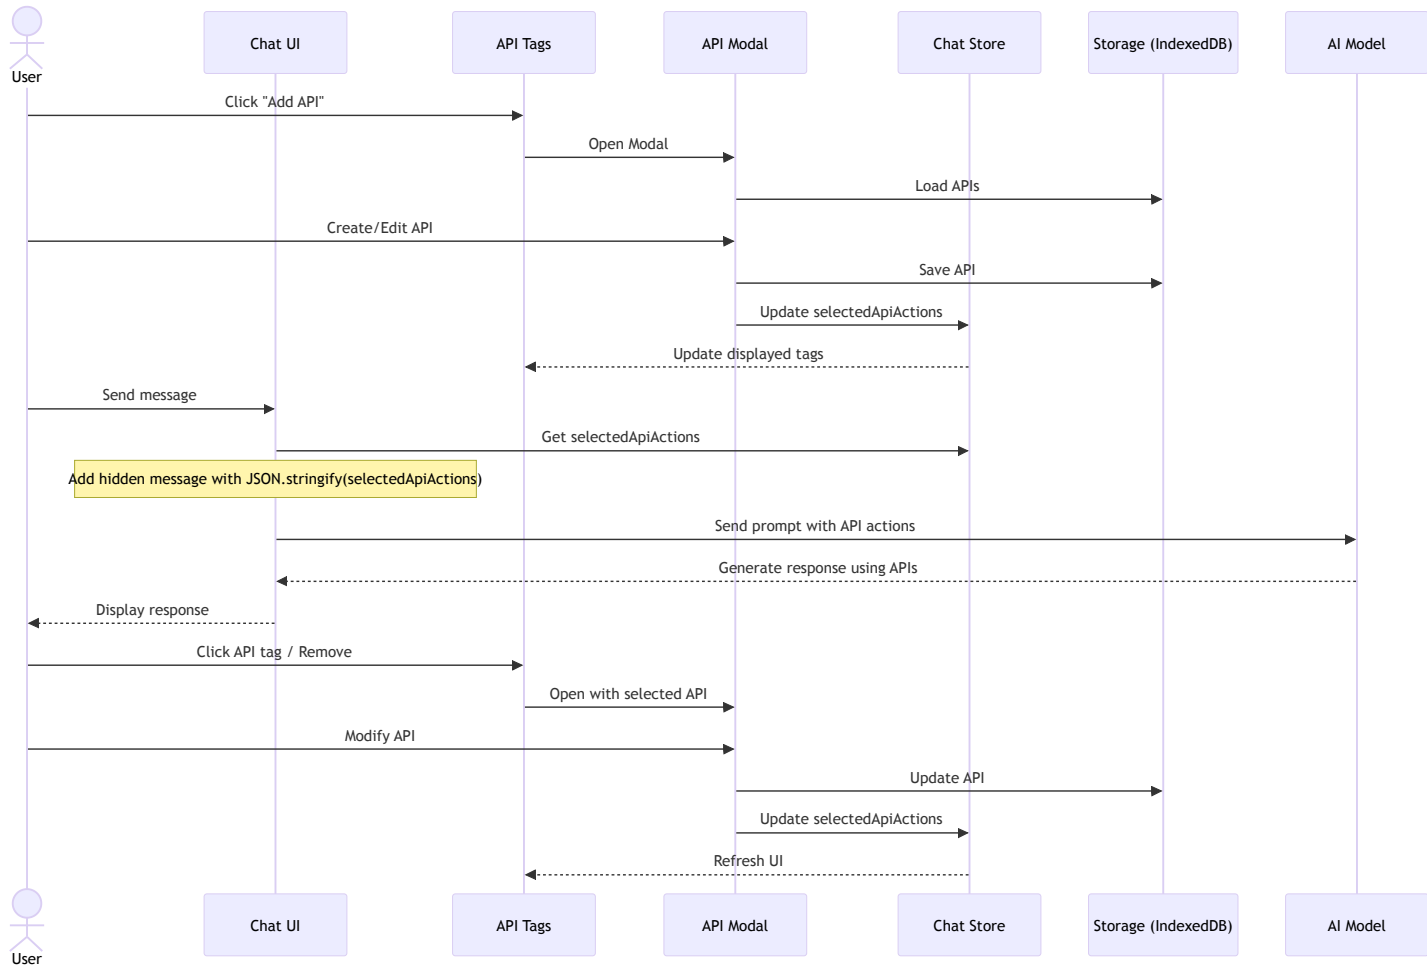 User
Chat UI
API Tags
API Modal
Chat Store
Storage (IndexedDB)
AI Model
Click "Add API"
Open Modal
Load APIs
Create/Edit API
Save API
Update selectedApiActions
Update displayed tags
Send message
Get selectedApiActions
Add hidden message with JSON.stringify(selectedApiActions)
Send prompt with API actions
Generate response using APIs
Display response
Click API tag / Remove
Open with selected API
Modify API
Update API
Update selectedApiActions
Refresh UI
User
Chat UI
API Tags
API Modal
Chat Store
Storage (IndexedDB)
AI Model